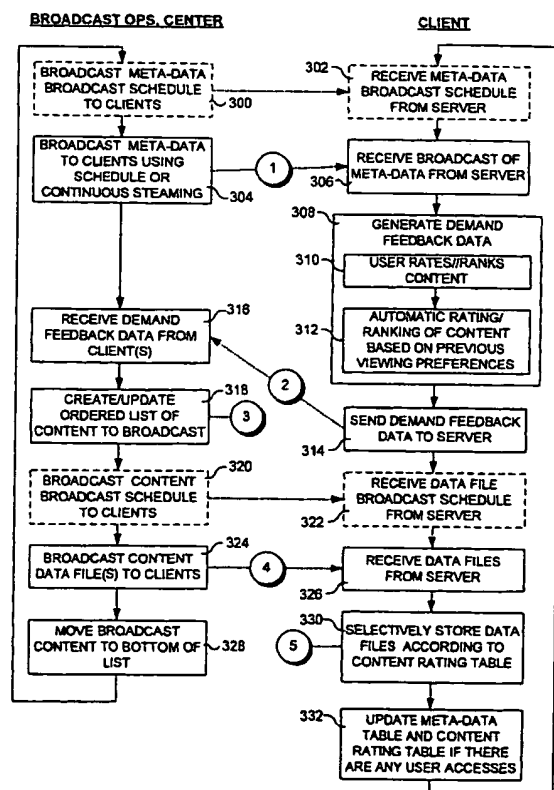 BROADCAST OPS. CENTER
CLIENT
BROADCAST META-DATA
BROADCAST SCHEDULE
TO CLIENTS
300
302
RECEIVE META-DATA
BROADCAST SCHEDULE
FROM SERVER
BROADCAST META-DATA
TO CLIENTS USING
SCHEDULE OR
CONTINUOUS STEAMING
304
1
RECEIVE BROADCAST OF
META-DATA FROM SERVER
306
308
GENERATE DEMAND
FEEDBACK DATA
310
USER RATES//RANKS
CONTENT
312
AUTOMATIC RATING/
RANKING OF CONTENT
BASED ON PREVIOUS
VIEWING PREFERENCES
316
RECEIVE DEMAND
FEEDBACK DATA FROM
CLIENT(S)
2
318
CREATE/UPDATE
ORDERED LIST OF
CONTENT TO BROADCAST
3
SEND DEMAND FEEDBACK
DATA TO SERVER
314
320
BROADCAST CONTENT
BROADCAST SCHEDULE
TO CLIENTS
RECEIVE DATA FILE
BROADCAST SCHEDULE
FROM SERVER
322
324
BROADCAST CONTENT
DATA FILE(S) TO CLIENTS
4
RECEIVE DATA FILES
FROM SERVER
326
MOVE BROADCAST
CONTENT TO BOTTOM OF
LIST
328
330
SELECTIVELY STORE DATA
FILES ACCORDING TO
CONTENT RATING TABLE
5
332
UPDATE META-DATA
TABLE AND CONTENT
RATING TABLE IF THERE
ARE ANY USER ACCESSES